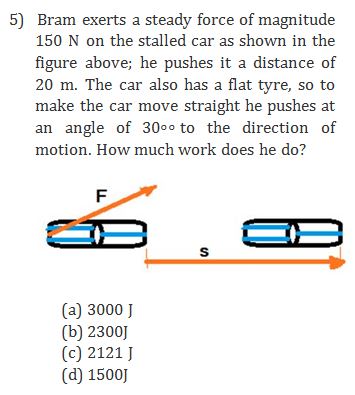 5) Bram exerts a steady force of magnitude
150 N on the stalled car as shown in the
figure above; he pushes it a distance of
20 m. The car also has a flat tyre, so to
make the car move straight he pushes at
an angle of 30∘∘ to the direction of
motion. How much work does he do?
F
s
(a) 3000 J
(b) 2300J
(c) 2121 J
(d) 1500J